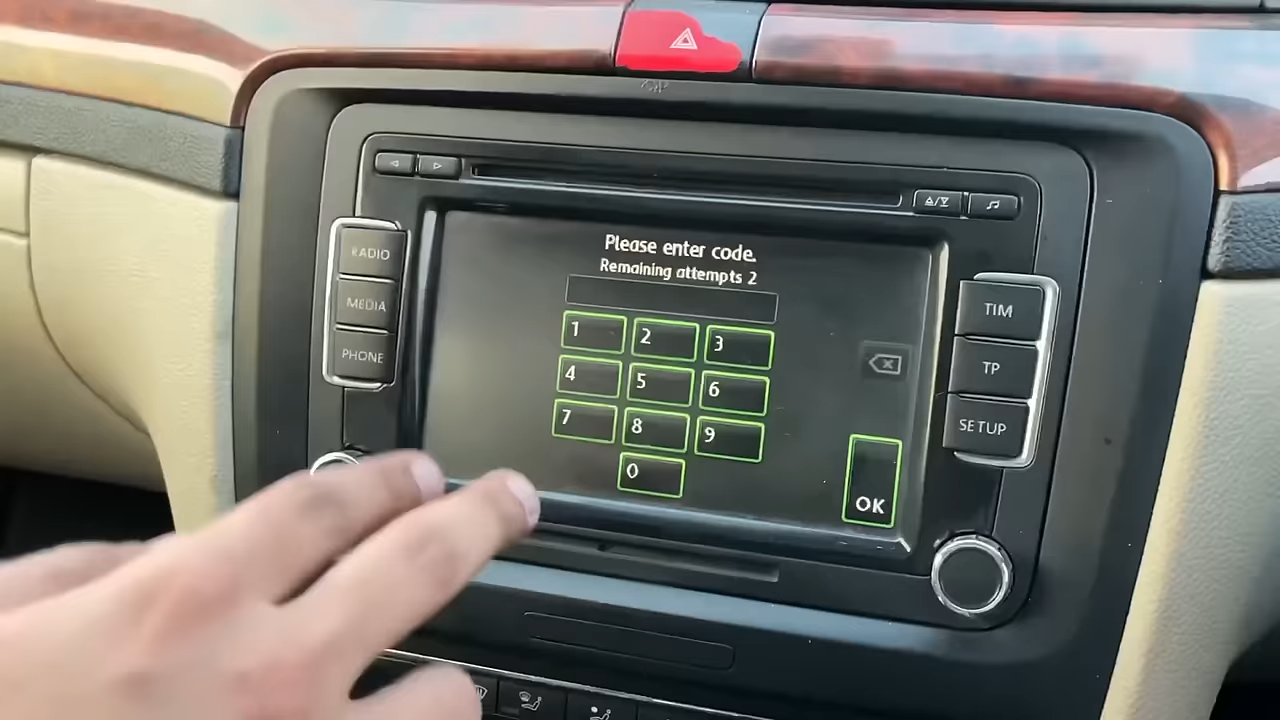 RADIO
MEDIA
PHONE
Please enter code.
Remaining attempts 2
1 2 3
4 5 6
7 8 9
0
OK
TIM
TP
SETUP